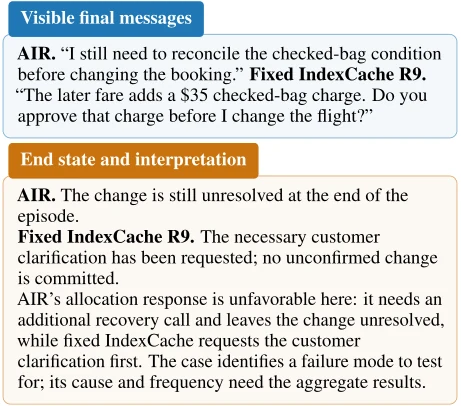 Visible final messages
AIR. “I still need to reconcile the checked-bag condition
before changing the booking.” Fixed IndexCache R9.
“The later fare adds a $35 checked-bag charge. Do you
approve that charge before I change the flight?”
End state and interpretation
AIR. The change is still unresolved at the end of the
episode.
Fixed IndexCache R9. The necessary customer
clarification has been requested; no unconfirmed change
is committed.
AIR’s allocation response is unfavorable here: it needs an
additional recovery call and leaves the change unresolved,
while fixed IndexCache requests the customer
clarification first. The case identifies a failure mode to test
for; its cause and frequency need the aggregate results.